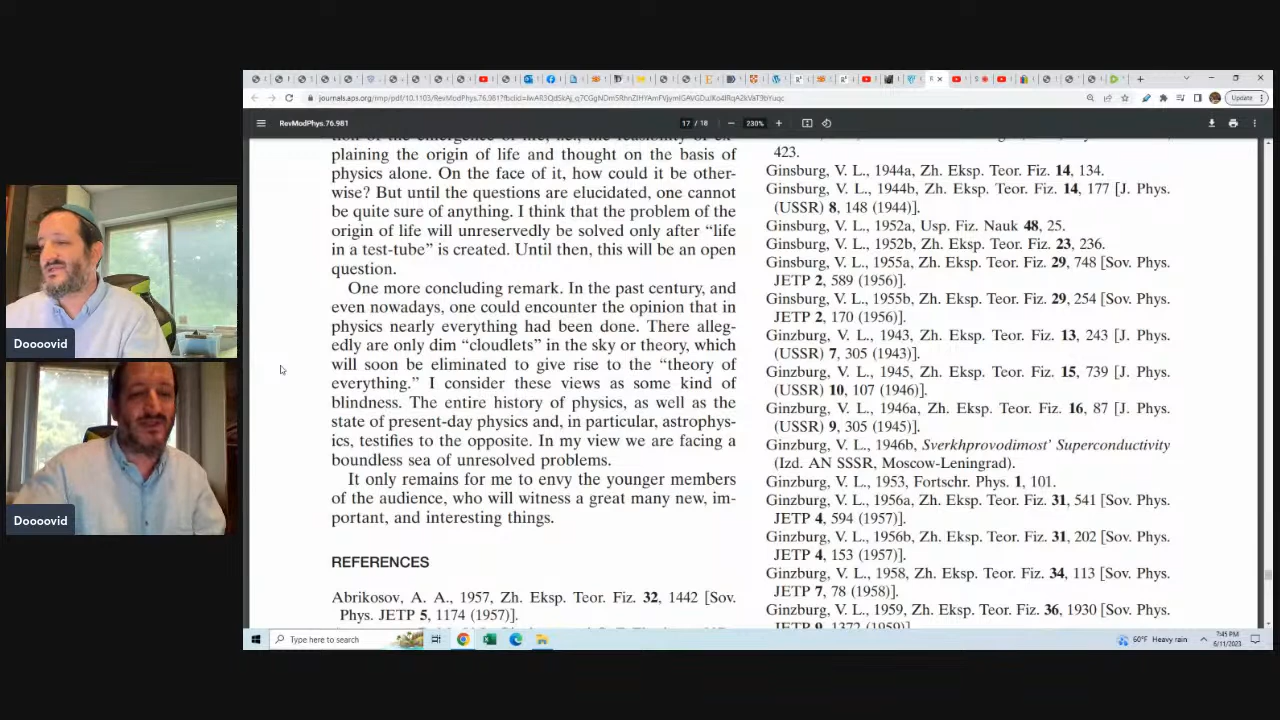 Doooovid
Doooovid
Update
RevModPhys.76.981
17 / 18
230%
plaining the origin of life and thought on the basis of
physics alone. On the face of it, how could it be other-
wise? But until the questions are elucidated, one cannot
be quite sure of anything. I think that the problem of the
origin of life will unreservedly be solved only after “life
in a test-tube” is created. Until then, this will be an open
question.
One more concluding remark. In the past century, and
even nowadays, one could encounter the opinion that in
physics nearly everything had been done. There alleg-
edly are only dim “cloudlets” in the sky or theory, which
will soon be eliminated to give rise to the “theory of
everything.” I consider these views as some kind of
blindness. The entire history of physics, as well as the
state of present-day physics and, in particular, astrophys-
ics, testifies to the opposite. In my view we are facing a
boundless sea of unresolved problems.
It only remains for me to envy the younger members
of the audience, who will witness a great many new, im-
portant, and interesting things.
REFERENCES
Abrikosov, A. A., 1957, Zh. Eksp. Teor. Fiz. 32, 1442 [Sov.
Phys. JETP 5, 1174 (1957)].
423.
Ginsburg, V. L., 1944a, Zh. Eksp. Teor. Fiz. 14, 134.
Ginsburg, V. L., 1944b, Zh. Eksp. Teor. Fiz. 14, 177 [J. Phys.
(USSR) 8, 148 (1944)].
Ginsburg, V. L., 1952a, Usp. Fiz. Nauk 48, 25.
Ginsburg, V. L., 1952b, Zh. Eksp. Teor. Fiz. 23, 236.
Ginsburg, V. L., 1955a, Zh. Eksp. Teor. Fiz. 29, 748 [Sov. Phys.
JETP 2, 589 (1956)].
Ginsburg, V. L., 1955b, Zh. Eksp. Teor. Fiz. 29, 254 [Sov. Phys.
JETP 2, 170 (1956)].
Ginzburg, V. L., 1943, Zh. Eksp. Teor. Fiz. 13, 243 [J. Phys.
(USSR) 7, 305 (1943)].
Ginzburg, V. L., 1945, Zh. Eksp. Teor. Fiz. 15, 739 [J. Phys.
(USSR) 10, 107 (1946)].
Ginzburg, V. L., 1946a, Zh. Eksp. Teor. Fiz. 16, 87 [J. Phys.
(USSR) 9, 305 (1945)].
Ginzburg, V. L., 1946b, Sverkhprovodimost’ Superconductivity
(Izd. AN SSSR, Moscow-Leningrad).
Ginzburg, V. L., 1953, Fortschr. Phys. 1, 101.
Ginzburg, V. L., 1956a, Zh. Eksp. Teor. Fiz. 31, 541 [Sov. Phys.
JETP 4, 594 (1957)].
Ginzburg, V. L., 1956b, Zh. Eksp. Teor. Fiz. 31, 202 [Sov. Phys.
JETP 4, 153 (1957)].
Ginzburg, V. L., 1958, Zh. Eksp. Teor. Fiz. 34, 113 [Sov. Phys.
JETP 7, 78 (1958)].
Ginzburg, V. L., 1959, Zh. Eksp. Teor. Fiz. 36, 1930 [Sov. Phys.
JETP 9, 1372 (1959)].
Type here to search
60°F Heavy rain
7:45 PM
6/11/2023